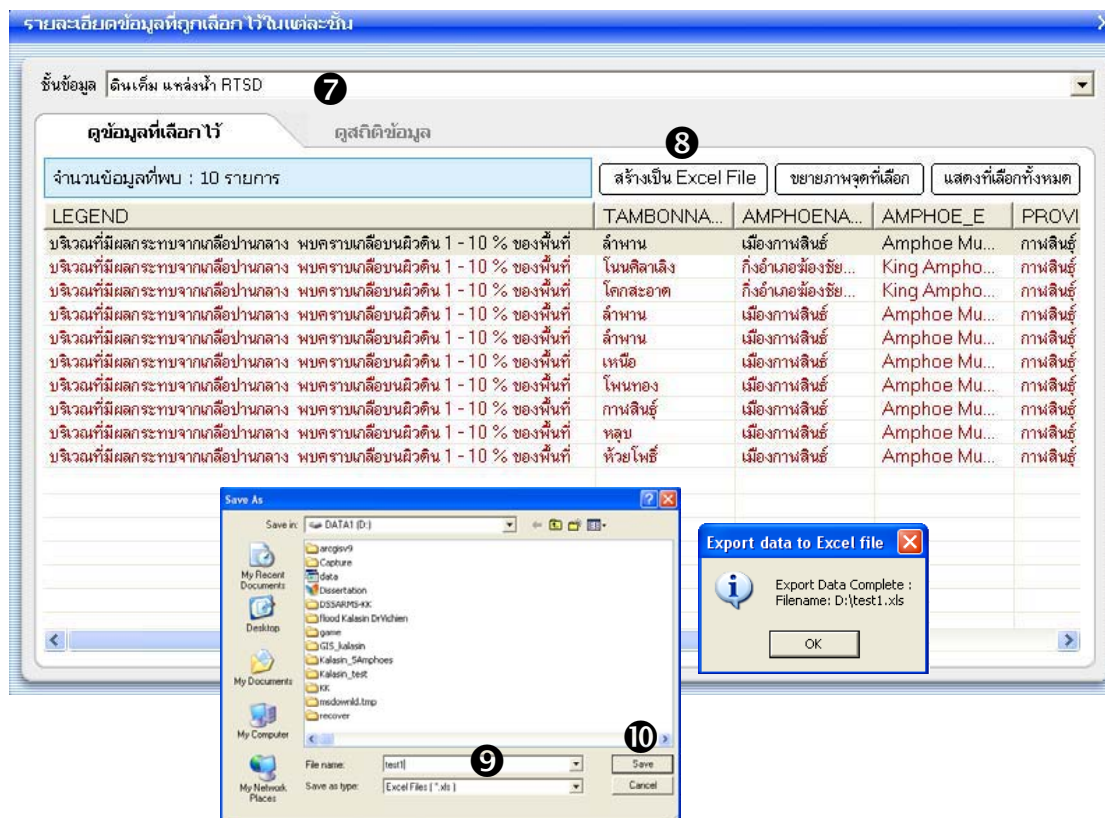 รายละเอียดข้อมูลที่ถูกเลือกไว้ในแต่ละชั้น
ชั้นข้อมูล ดินเค็ม แหล่งน้ำ RTSD ❼
ดูข้อมูลที่เลือกไว้ ดูสถิติข้อมูล
❽
จำนวนข้อมูลที่พบ : 10 รายการ สร้างเป็น Excel File ขยายภาพจุดที่เลือก แสดงที่เลือกทั้งหมด
LEGEND TAMBONNA... AMPHOENA... AMPHOE_E PROVI
บริเวณที่มีผลกระทบจากเกลือปานกลาง พบคราบเกลือบนผิวดิน 1 - 10 % ของพื้นที่ ลำพาน เมืองกาฬสินธุ์ Amphoe Mu... กาฬสินธุ์
บริเวณที่มีผลกระทบจากเกลือปานกลาง พบคราบเกลือบนผิวดิน 1 - 10 % ของพื้นที่ โนนศิลาเลิง กิ่งอำเภอฆ้องชัย... King Ampho... กาฬสินธุ์
บริเวณที่มีผลกระทบจากเกลือปานกลาง พบคราบเกลือบนผิวดิน 1 - 10 % ของพื้นที่ โคกสะอาด กิ่งอำเภอฆ้องชัย... King Ampho... กาฬสินธุ์
บริเวณที่มีผลกระทบจากเกลือปานกลาง พบคราบเกลือบนผิวดิน 1 - 10 % ของพื้นที่ ลำพาน เมืองกาฬสินธุ์ Amphoe Mu... กาฬสินธุ์
บริเวณที่มีผลกระทบจากเกลือปานกลาง พบคราบเกลือบนผิวดิน 1 - 10 % ของพื้นที่ ลำพาน เมืองกาฬสินธุ์ Amphoe Mu... กาฬสินธุ์
บริเวณที่มีผลกระทบจากเกลือปานกลาง พบคราบเกลือบนผิวดิน 1 - 10 % ของพื้นที่ เหนือ เมืองกาฬสินธุ์ Amphoe Mu... กาฬสินธุ์
บริเวณที่มีผลกระทบจากเกลือปานกลาง พบคราบเกลือบนผิวดิน 1 - 10 % ของพื้นที่ โพนทอง เมืองกาฬสินธุ์ Amphoe Mu... กาฬสินธุ์
บริเวณที่มีผลกระทบจากเกลือปานกลาง พบคราบเกลือบนผิวดิน 1 - 10 % ของพื้นที่ กาฬสินธุ์ เมืองกาฬสินธุ์ Amphoe Mu... กาฬสินธุ์
บริเวณที่มีผลกระทบจากเกลือปานกลาง พบคราบเกลือบนผิวดิน 1 - 10 % ของพื้นที่ หลุบ เมืองกาฬสินธุ์ Amphoe Mu... กาฬสินธุ์
บริเวณที่มีผลกระทบจากเกลือปานกลาง พบคราบเกลือบนผิวดิน 1 - 10 % ของพื้นที่ ห้วยโพธิ์ เมืองกาฬสินธุ์ Amphoe Mu... กาฬสินธุ์
Save As
Save in: DATA1 (D:)
My Recent Documents
Desktop
My Documents
My Computer
My Network Places
arcgisv9
Capture
data
Dissertation
DSSARMS-KK
flood Kalasin DrVichien
game
GIS_kalasin
Kalasin_5Amphoes
Kalasin_test
KK
msdownld.tmp
recover
❿
File name: test1 ❾ Save
Save as type: Excel Files ( *.xls ) Cancel
Export data to Excel file
Export Data Complete :
Filename: D:\test1.xls
OK